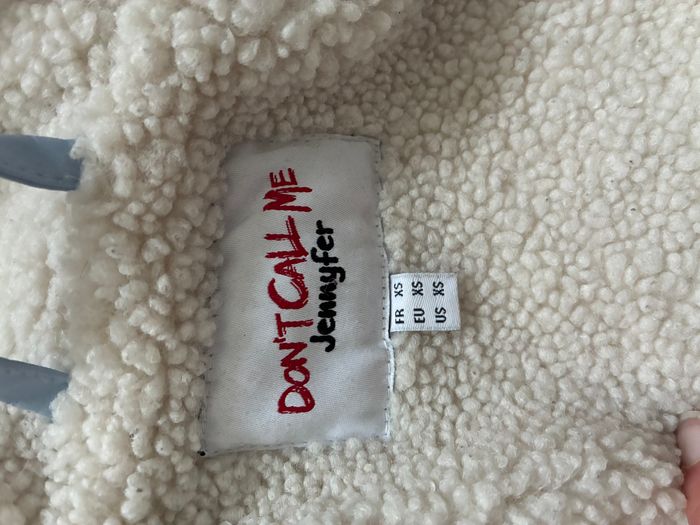 DON'T CALL ME
Jennyfer
FR XS
EU XS
US XS